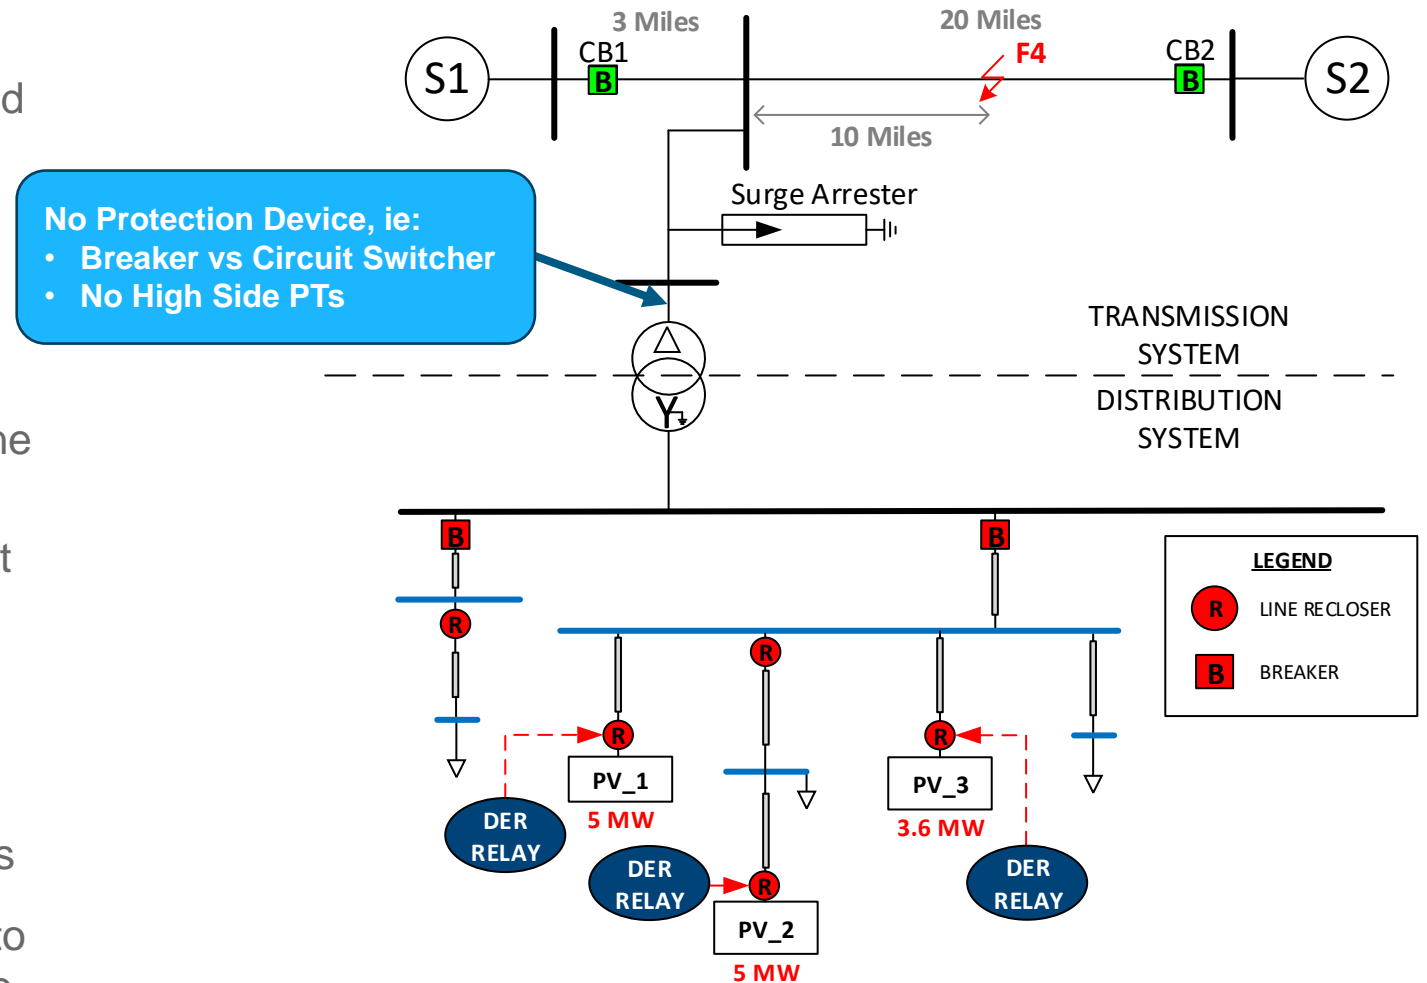 3 Miles
20 Miles
S1
CB1
B
F4
CB2
B
S2
10 Miles
d
No Protection Device, ie:
• Breaker vs Circuit Switcher
• No High Side PTs
Surge Arrester
TRANSMISSION
SYSTEM
DISTRIBUTION
SYSTEM
Y
ne
t
B
B
R
R
R
R
R
LEGEND
R LINE RECLOSER
B BREAKER
PV_1
5 MW
PV_3
3.6 MW
DER
RELAY
DER
RELAY
DER
RELAY
PV_2
5 MW
s
to